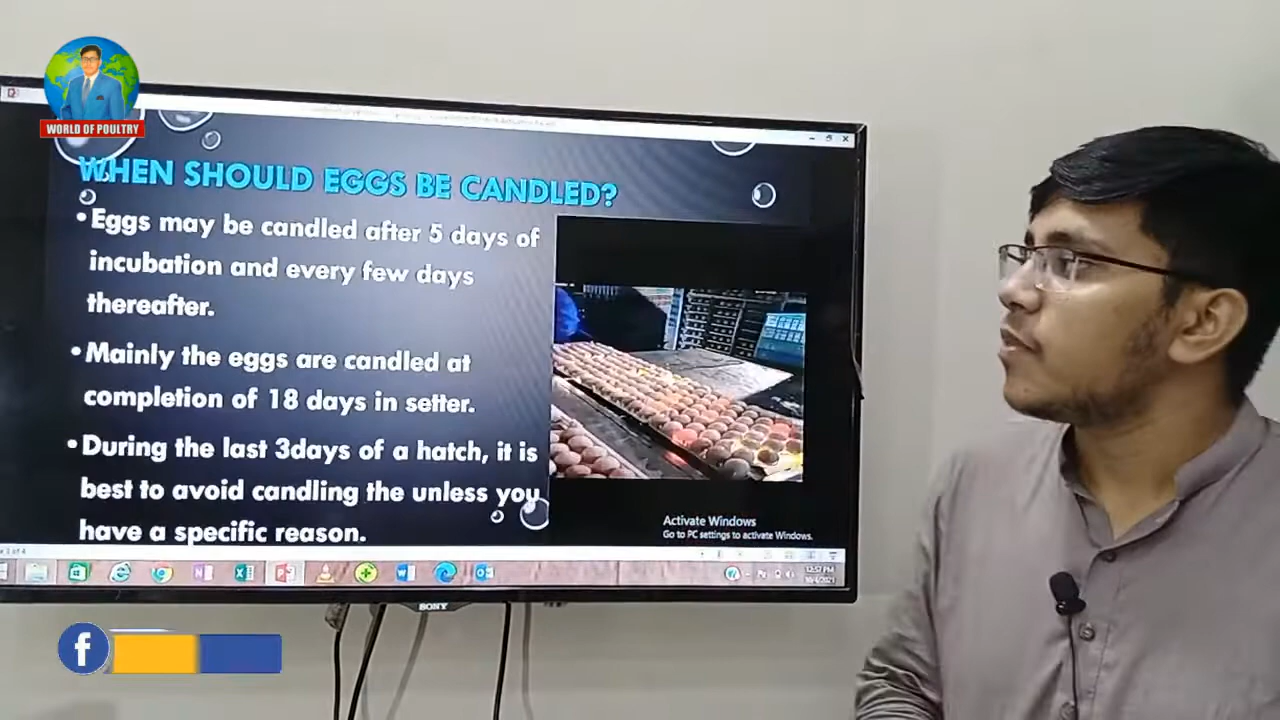 WORLD OF POULTRY
WHEN SHOULD EGGS BE CANDLED?
•Eggs may be candled after 5 days of
incubation and every few days
thereafter.
•Mainly the eggs are candled at
completion of 18 days in setter.
•During the last 3days of a hatch, it is
best to avoid candling the unless you
have a specific reason.
Activate Windows
Go to PC settings to activate Windows.
12:57 PM
SONY
f